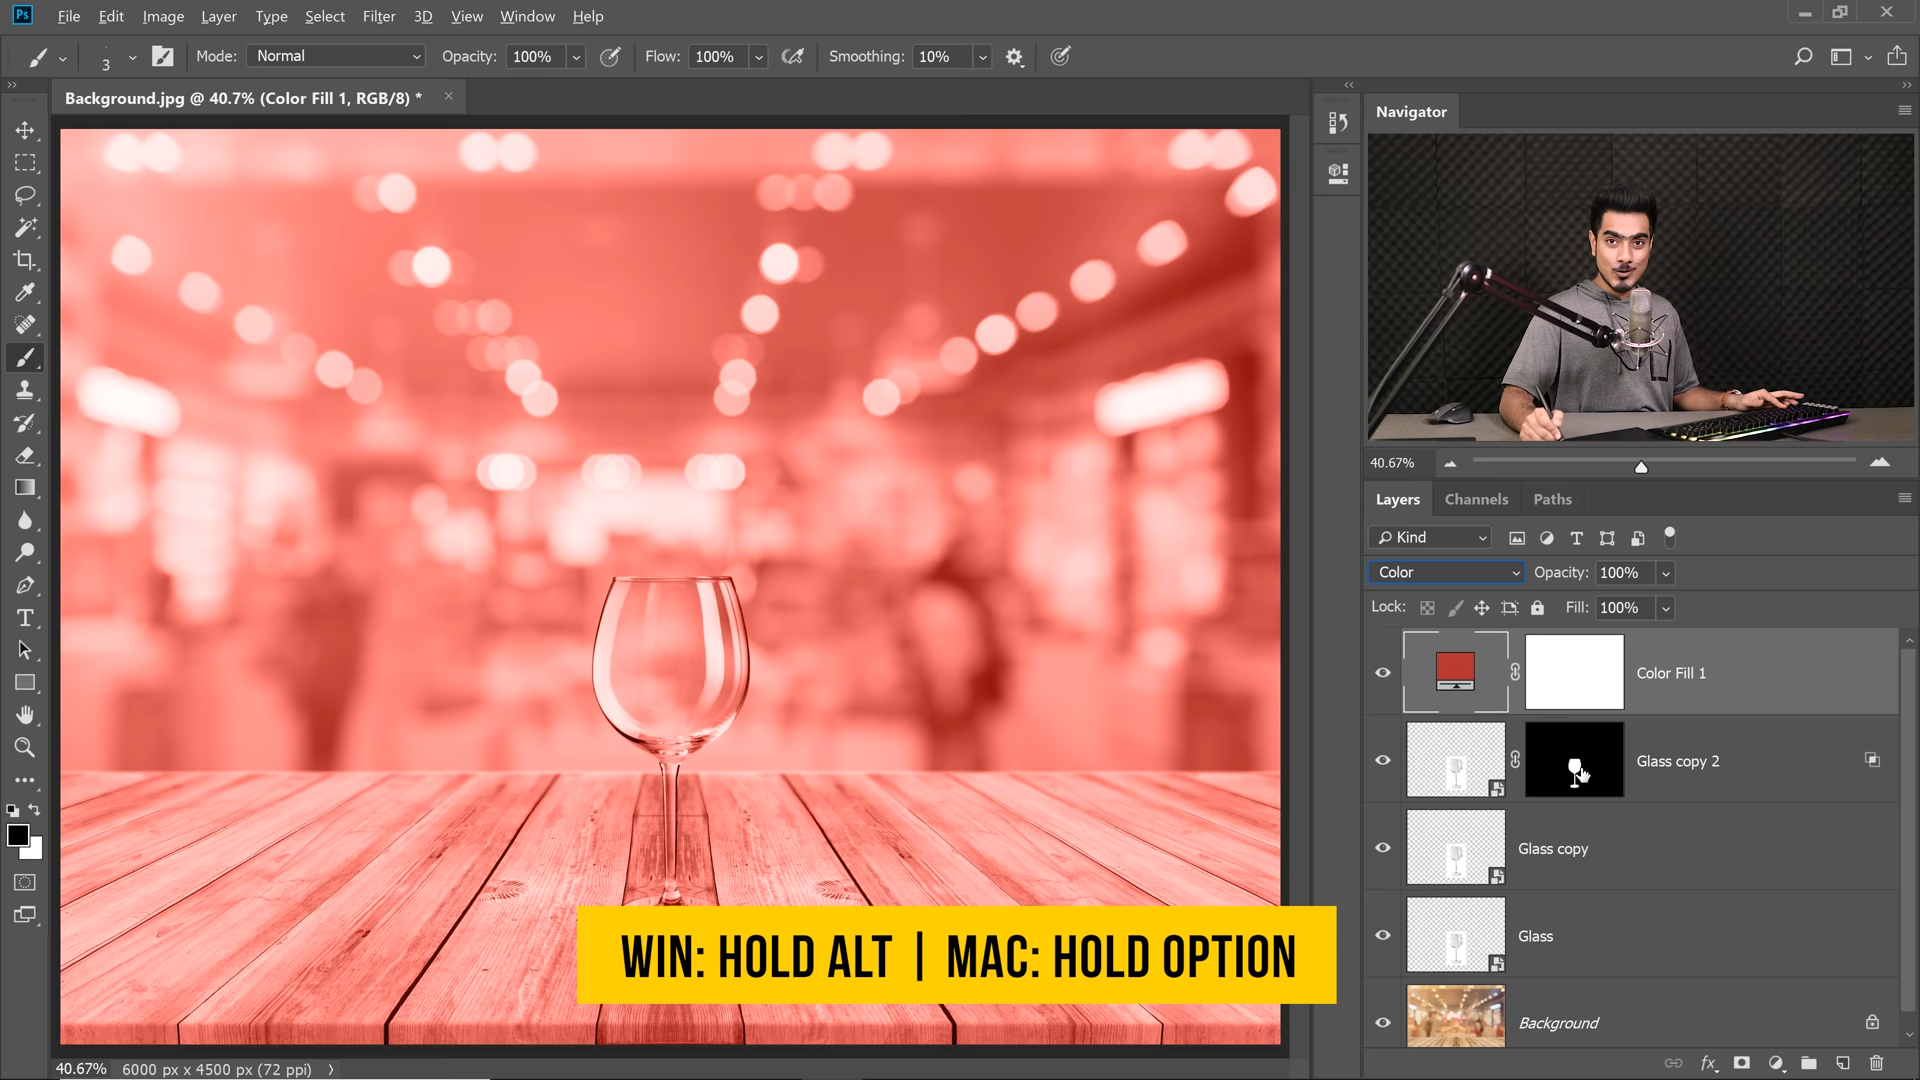 Ps File Edit Image Layer Type Select Filter 3D View Window Help
3 Mode: Normal Opacity: 100% Flow: 100% Smoothing: 10%
Background.jpg @ 40.7% (Color Fill 1, RGB/8) *
Navigator
40.67%
Layers Channels Paths
Kind
Color Opacity: 100%
Lock: Fill: 100%
Color Fill 1
Glass copy 2
Glass copy
Glass
Background
WIN: HOLD ALT | MAC: HOLD OPTION
40.67% 6000 px x 4500 px (72 ppi)
fx